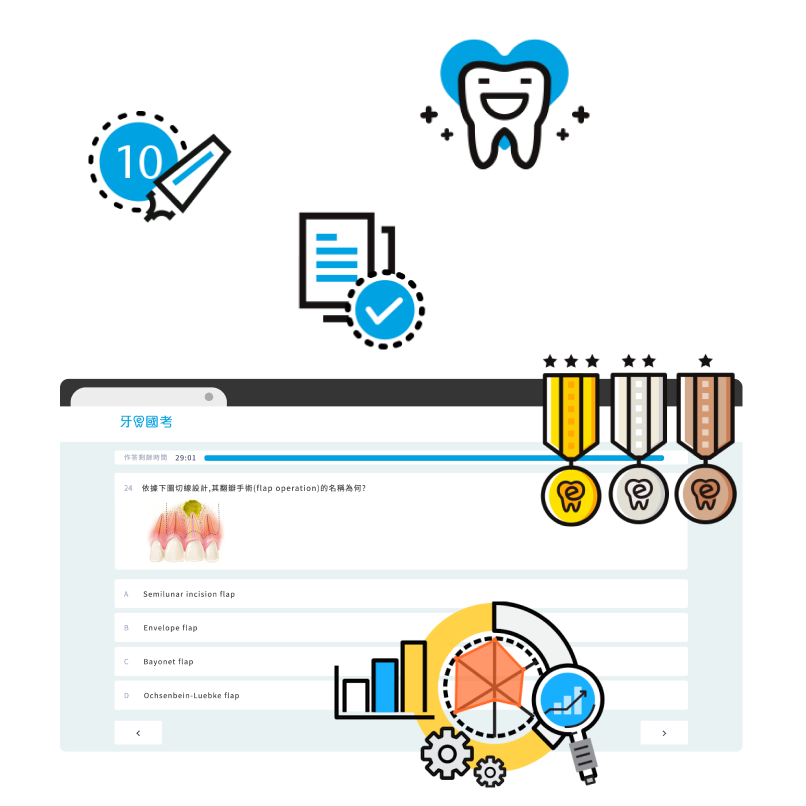 10
牙e國考
作答剩餘時間 29:01
24 依據下圖切線設計,其翻瓣手術(flap operation)的名稱為何?
A Semilunar incision flap
B Envelope flap
C Bayonet flap
D Ochsenbein-Luebke flap